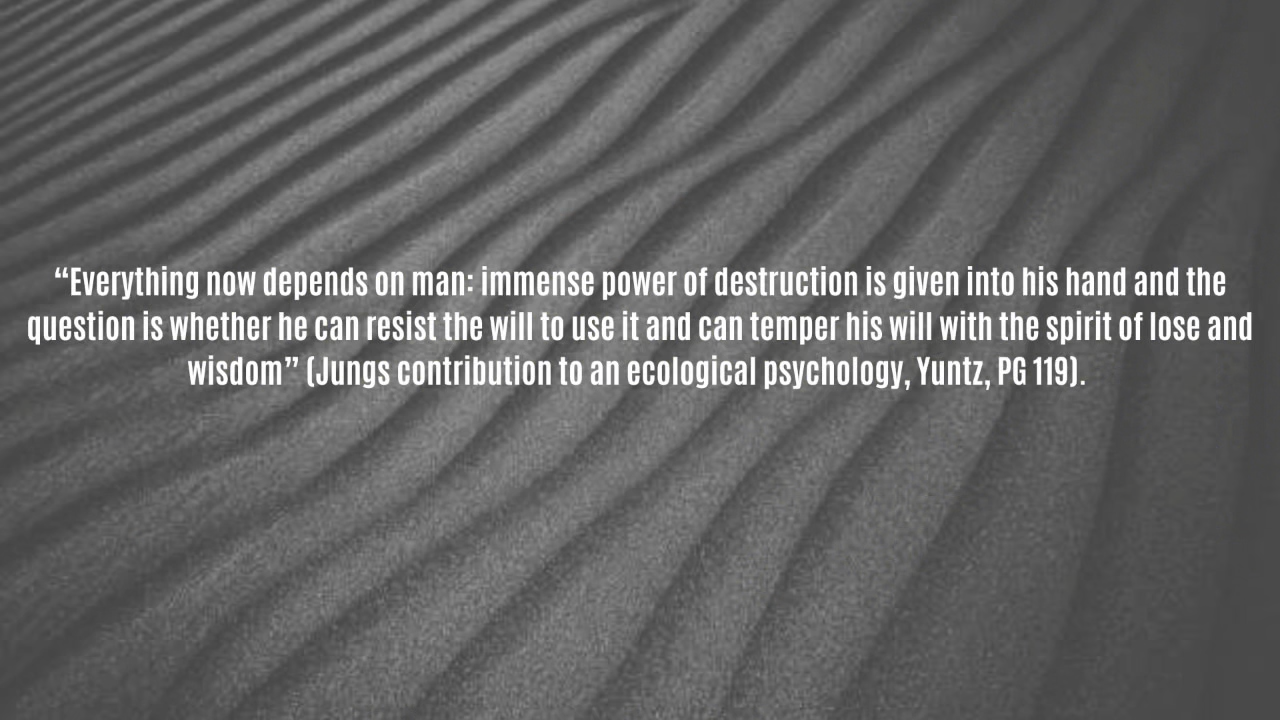 “Everything now depends on man: immense power of destruction is given into his hand and the
question is whether he can resist the will to use it and can temper his will with the spirit of lose and
wisdom” (Jungs contribution to an ecological psychology, Yuntz, PG 119).